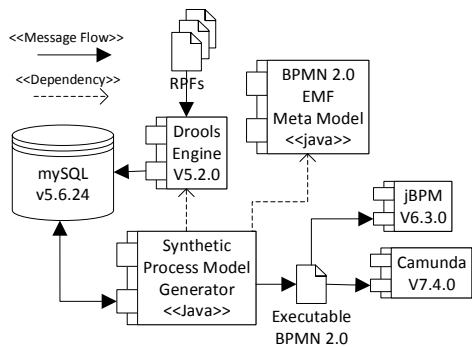 <<Message Flow>>
<<Dependency>>
RPFs
BPMN 2.0
EMF
Meta Model
<<java>>
Drools
Engine
V5.2.0
mySQL
v5.6.24
jBPM
V6.3.0
Synthetic
Process Model
Generator
<<Java>>
Camunda
V7.4.0
Executable
BPMN 2.0